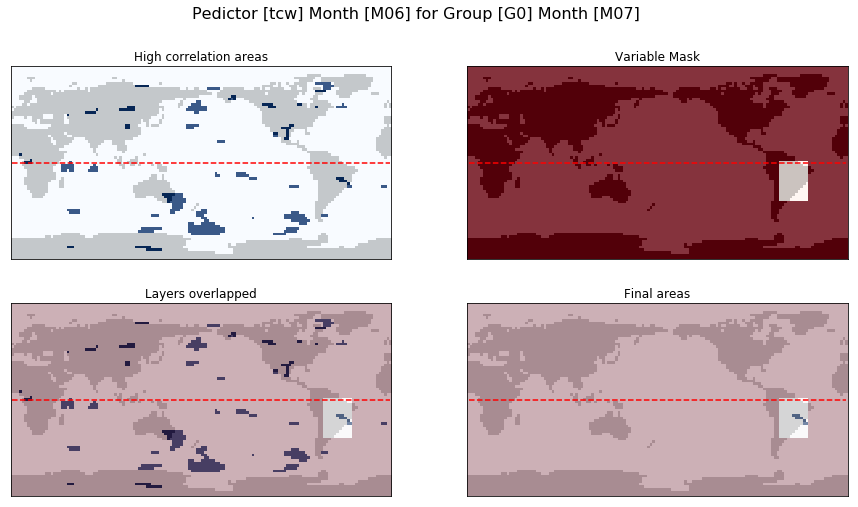 Pedictor [tcw] Month [M06] for Group [G0] Month [M07]
High correlation areas
Variable Mask
Layers overlapped
Final areas